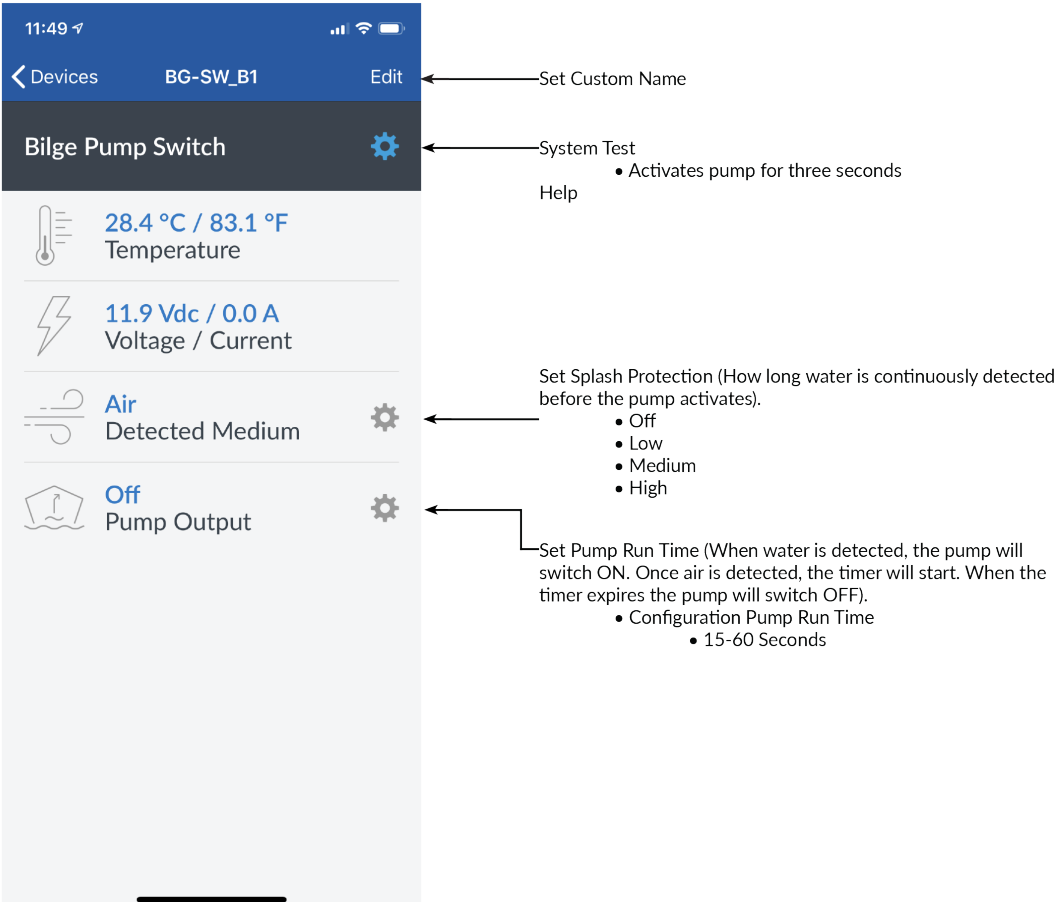 11:49
Devices
BG-SW_B1
Edit
Set Custom Name
Bilge Pump Switch
System Test
• Activates pump for three seconds
Help
28.4 °C / 83.1 °F
Temperature
11.9 Vdc / 0.0 A
Voltage / Current
Air
Detected Medium
Set Splash Protection (How long water is continuously detected
before the pump activates).
• Off
• Low
• Medium
• High
Off
Pump Output
Set Pump Run Time (When water is detected, the pump will
switch ON. Once air is detected, the timer will start. When the
timer expires the pump will switch OFF).
• Configuration Pump Run Time
• 15-60 Seconds